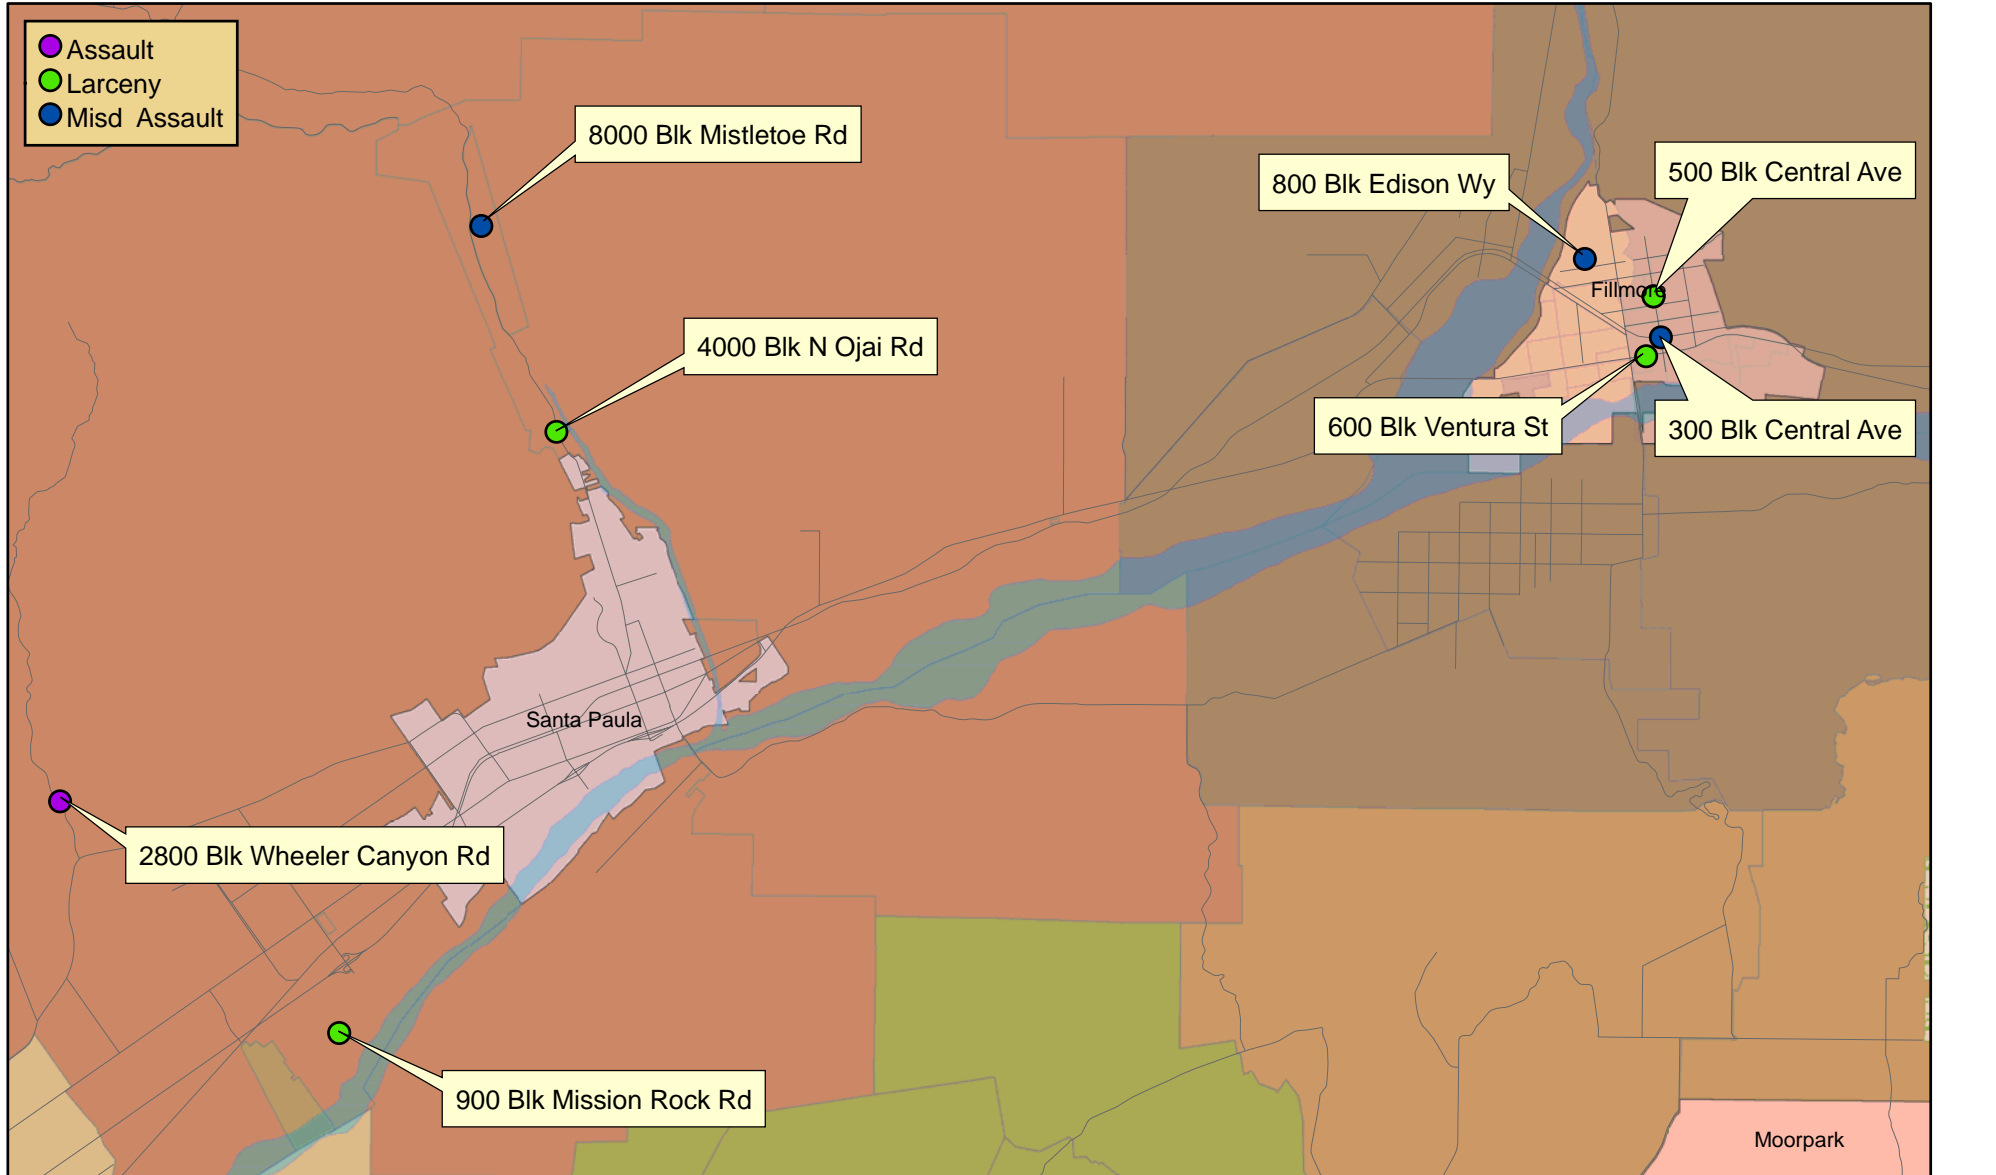 Assault
Larceny
Misd  Assault
8000 Blk Mistletoe Rd
800 Blk Edison Wy
500 Blk Central Ave
Fillmore
4000 Blk N Ojai Rd
600 Blk Ventura St
300 Blk Central Ave
Santa Paula
2800 Blk Wheeler Canyon Rd
900 Blk Mission Rock Rd
Moorpark